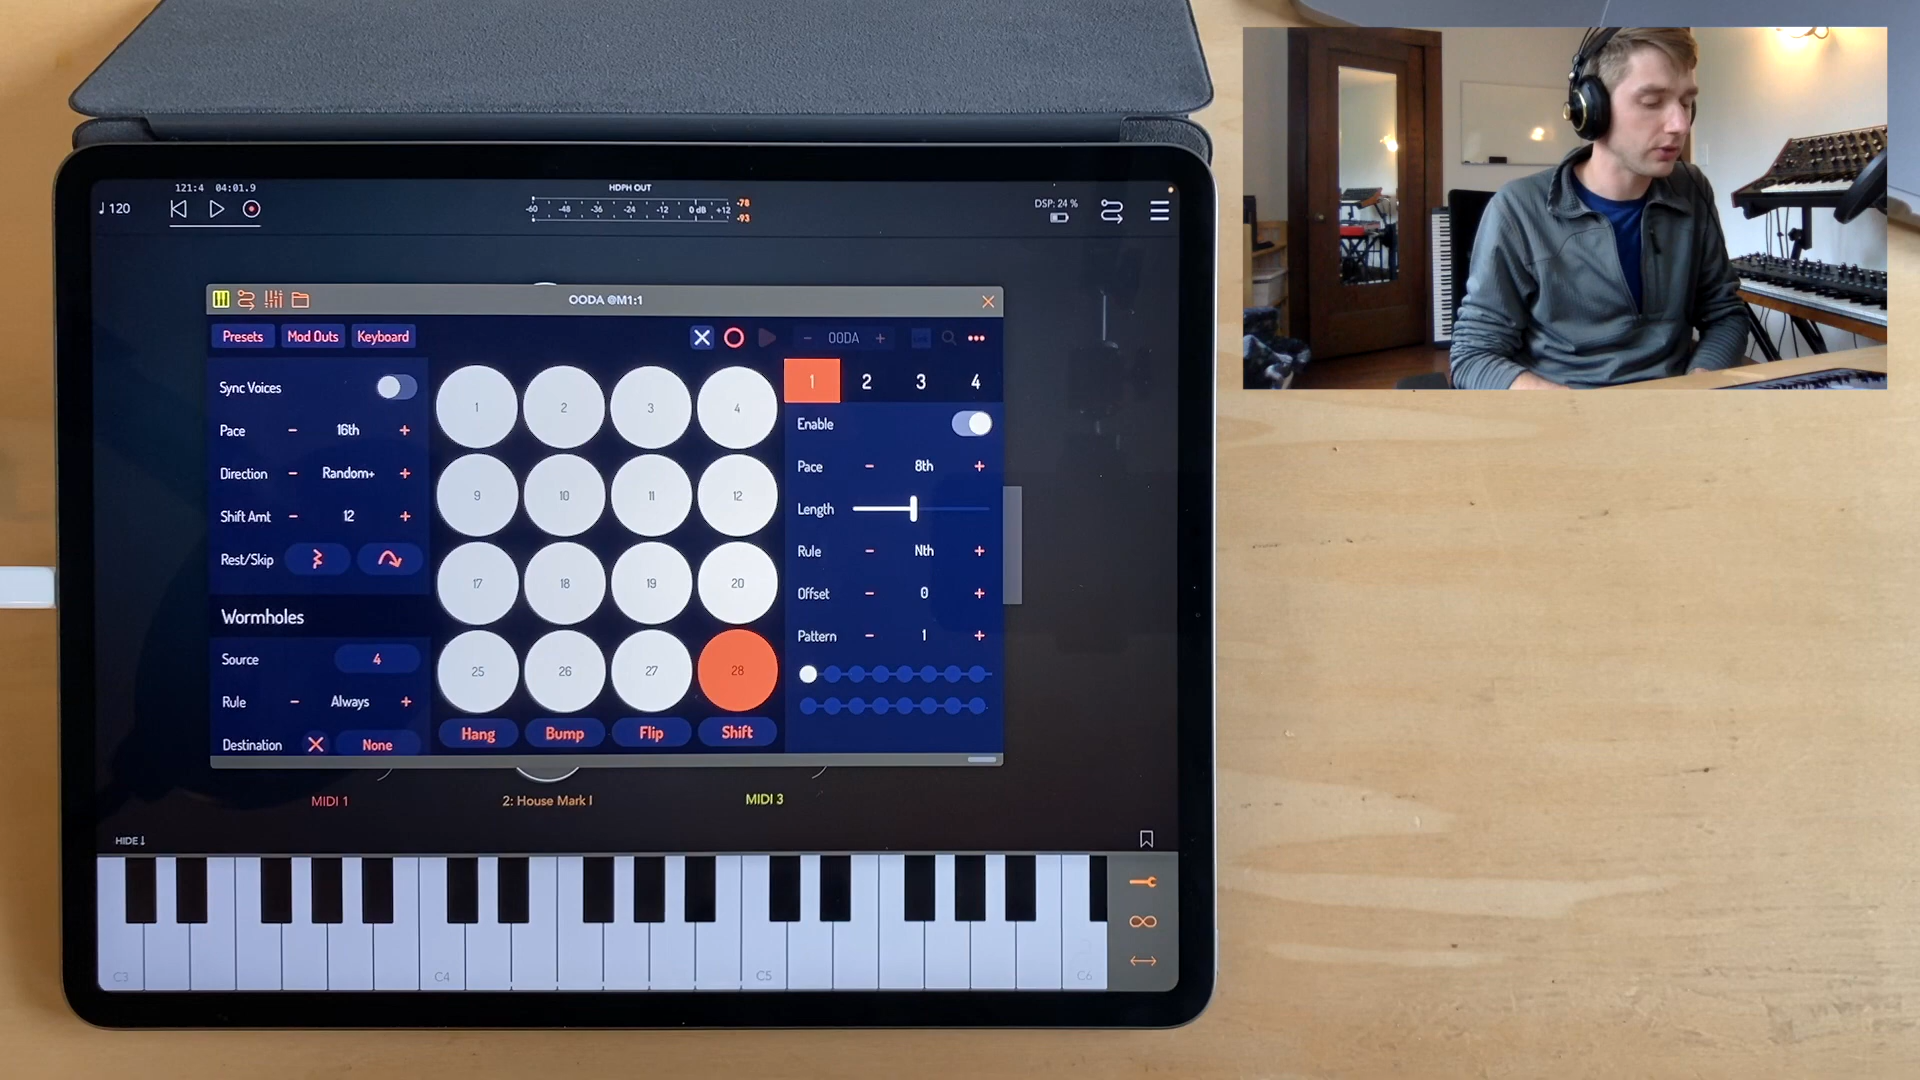 121:4 04:01.9
HDPH OUT
♩ 120
-60 -48 -36 -24 -12 0 dB +12
-78
-93
DSP: 24 %
OODA @M1:1
Presets Mod Outs Keyboard
- OODA +
Sync Voices
Pace - 16th +
Direction - Random+ +
Shift Amt - 12 +
Rest/Skip
Wormholes
Source 4
Rule - Always +
Destination None
1 2 3 4
9 10 11 12
17 18 19 20
25 26 27 28
Hang Bump Flip Shift
1 2 3 4
Enable
Pace - 8th +
Length
Rule - Nth +
Offset - 0 +
Pattern - 1 +
MIDI 1
2: House Mark I
MIDI 3
HIDE
C3 C4 C5 C6